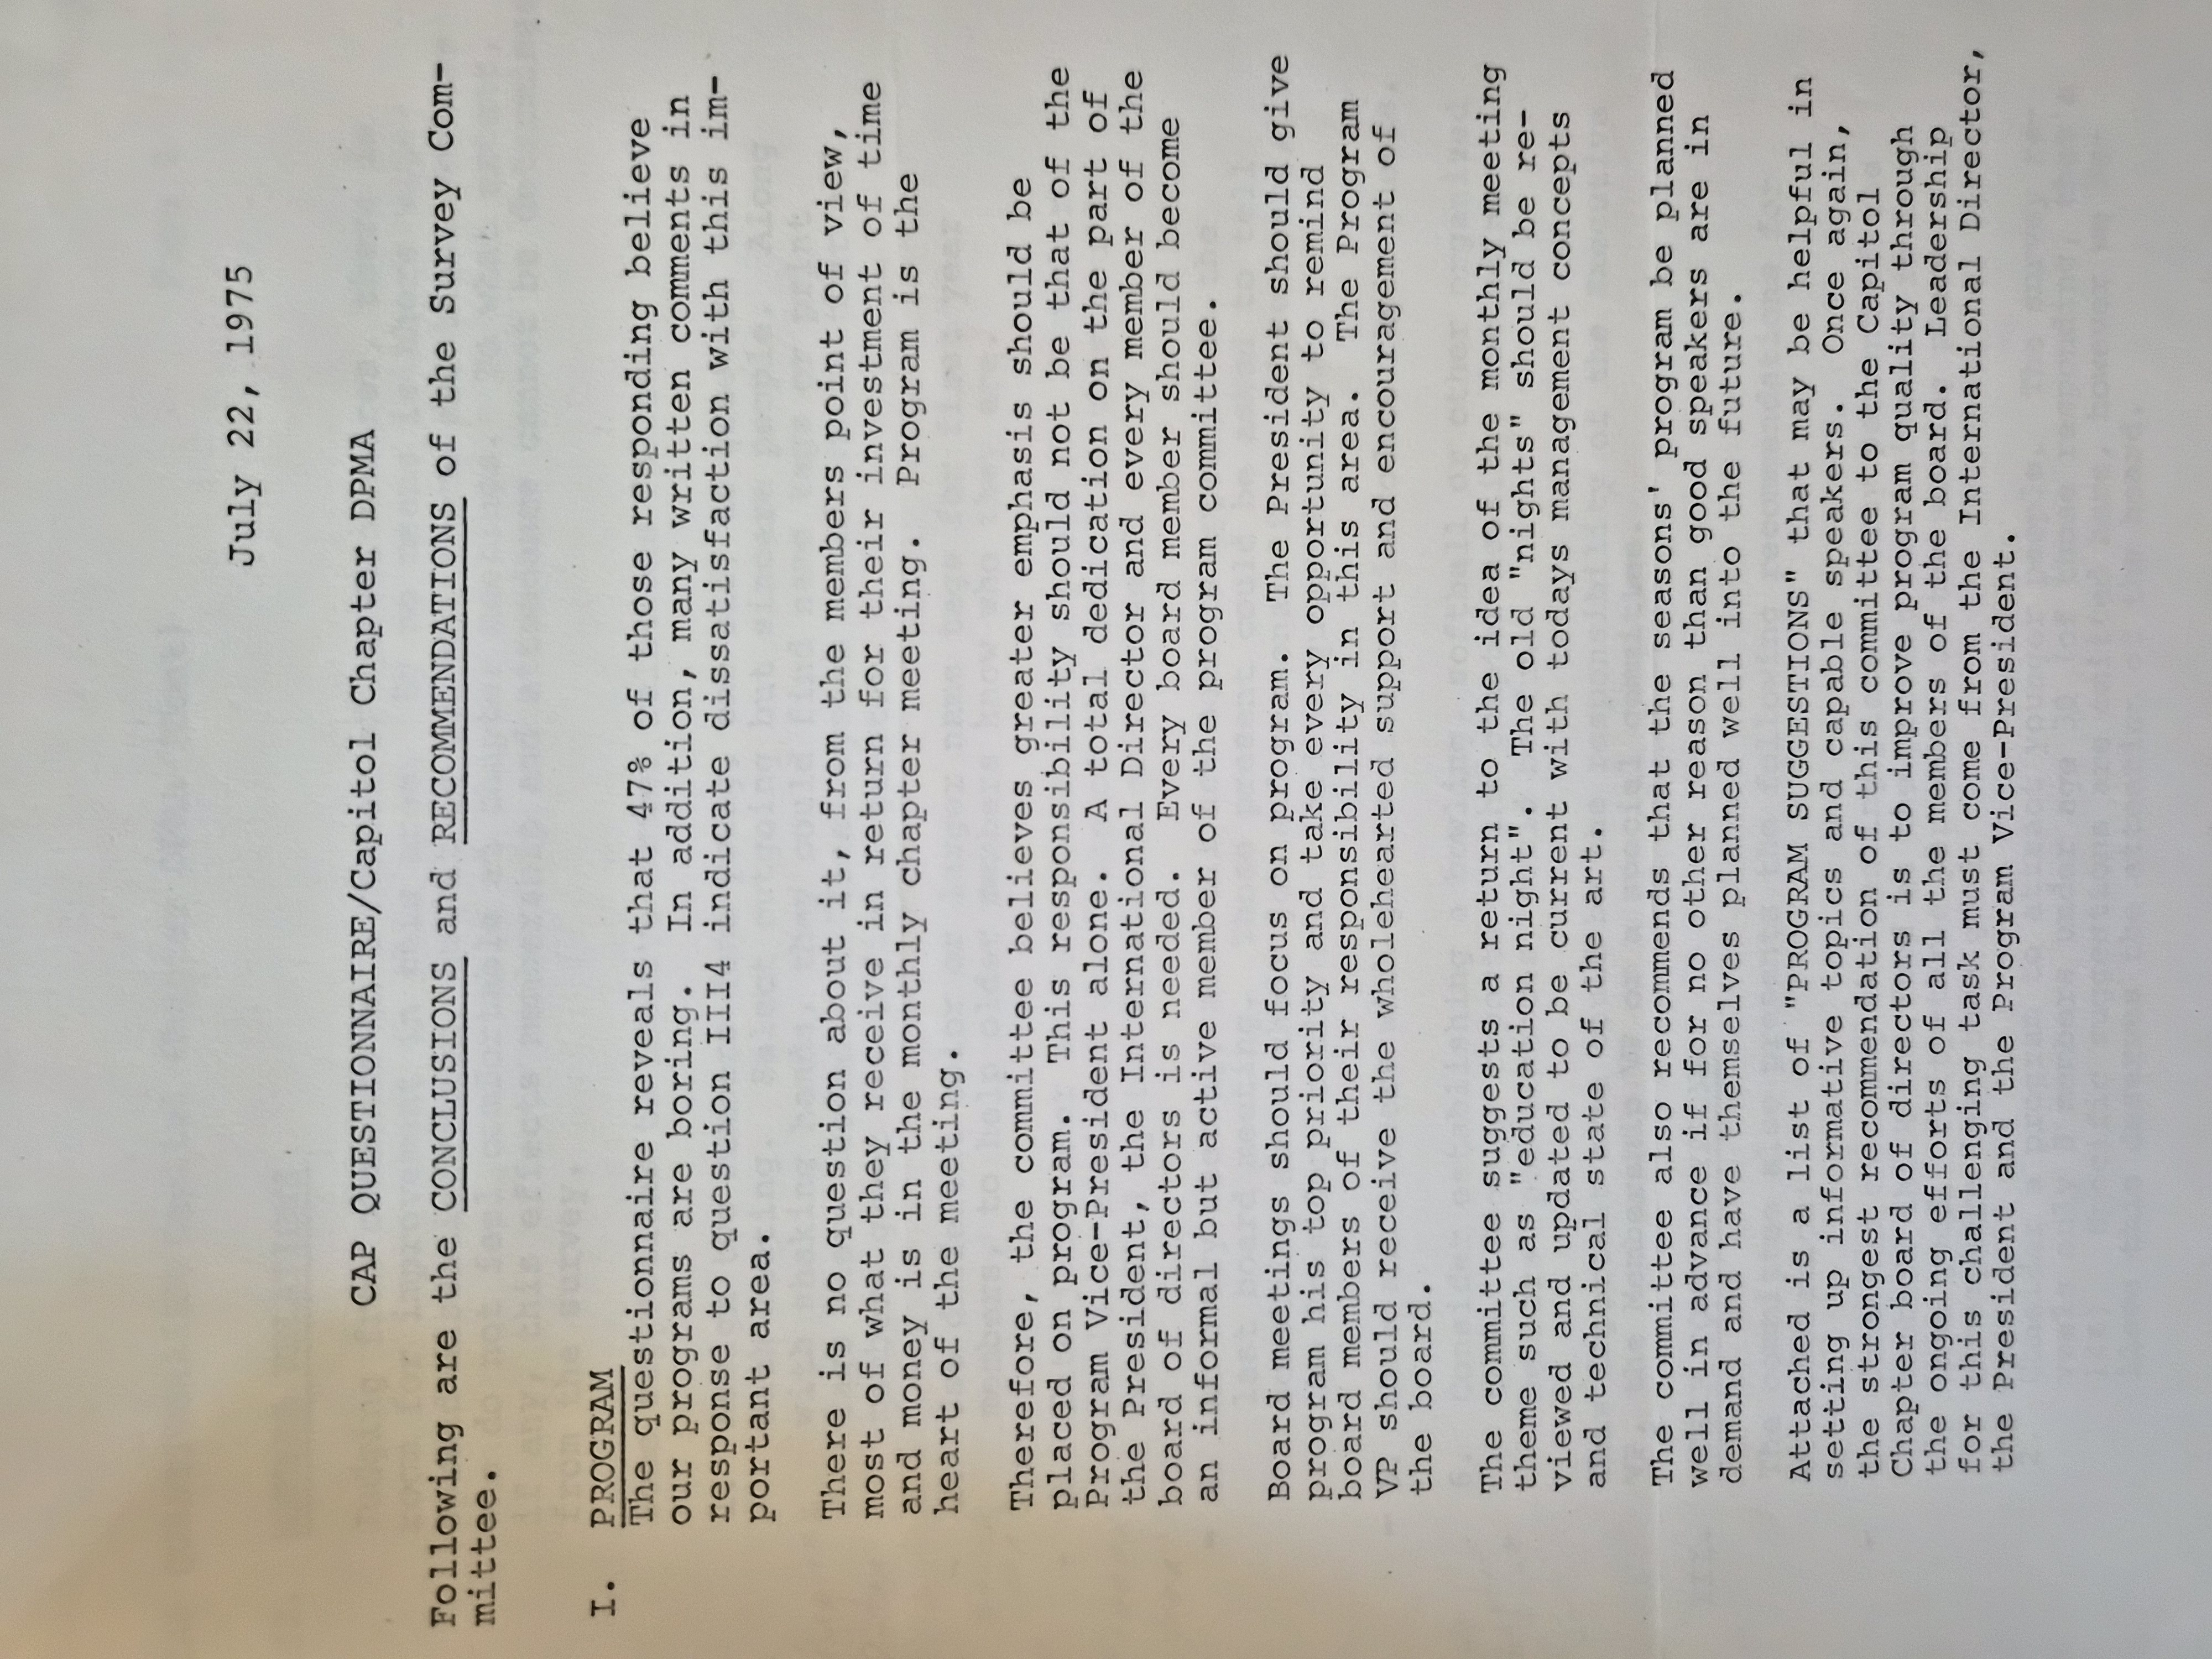 July 22, 1975
CAP QUESTIONNAIRE/Capitol Chapter DPMA
Following are the CONCLUSIONS and RECOMMENDATIONS of the Survey Com-
mittee.
I. PROGRAM
The questionnaire reveals that 47% of those responding believe
our programs are boring. In addition, many written comments in
response to question III4 indicate dissatisfaction with this im-
portant area.
There is no question about it, from the members point of view,
most of what they receive in return for their investment of time
and money is in the monthly chapter meeting. Program is the
heart of the meeting.
Therefore, the committee believes greater emphasis should be
placed on program. This responsibility should not be that of the
Program Vice-President alone. A total dedication on the part of
the President, the International Director and every member of the
board of directors is needed. Every board member should become
an informal but active member of the program committee.
Board meetings should focus on program. The President should give
program his top priority and take every opportunity to remind
board members of their responsibility in this area. The Program
VP should receive the wholehearted support and encouragement of
the board.
The committee suggests a return to the idea of the monthly meeting
theme such as "education night". The old "nights" should be re-
viewed and updated to be current with todays management concepts
and technical state of the art.
The committee also recommends that the seasons' program be planned
well in advance if for no other reason than good speakers are in
demand and have themselves planned well into the future.
Attached is a list of "PROGRAM SUGGESTIONS" that may be helpful in
setting up informative topics and capable speakers. Once again,
the strongest recommendation of this committee to the Capitol
Chapter board of directors is to improve program quality through
the ongoing efforts of all the members of the board. Leadership
for this challenging task must come from the International Director,
the President and the Program Vice-President.